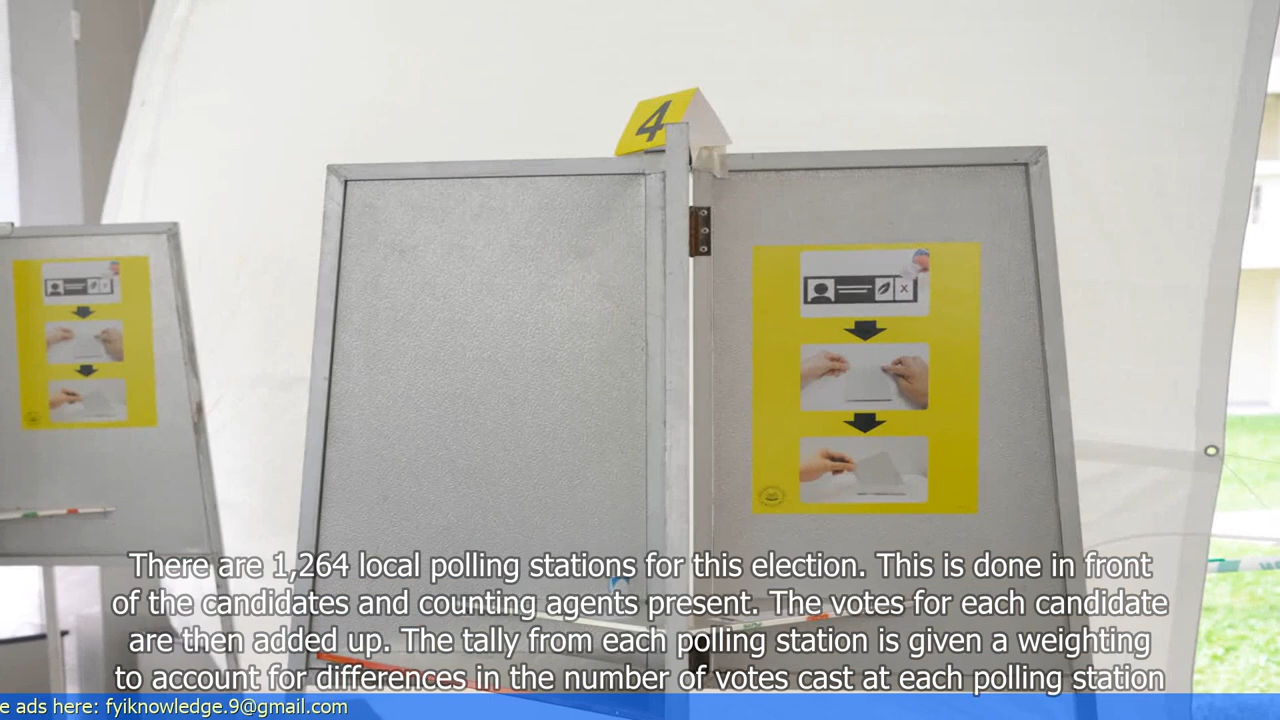 4
X
There are 1,264 local polling stations for this election. This is done in front
of the candidates and counting agents present. The votes for each candidate
are then added up. The tally from each polling station is given a weighting
to account for differences in the number of votes cast at each polling station
e ads here: fyiknowledge.9@gmail.com